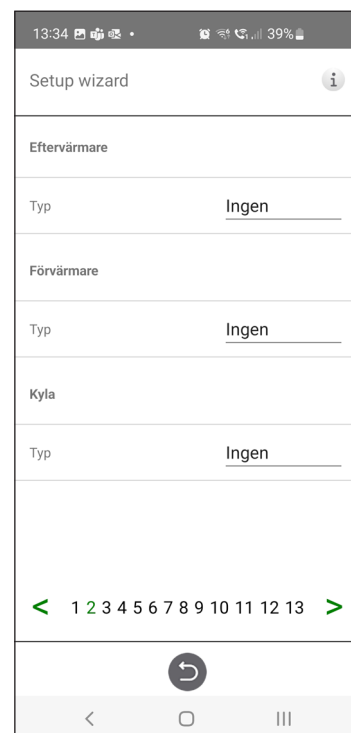 13:34 39%
Setup wizard i
Eftervärmare
Typ Ingen
Förvärmare
Typ Ingen
Kyla
Typ Ingen
< 1 2 3 4 5 6 7 8 9 10 11 12 13 >